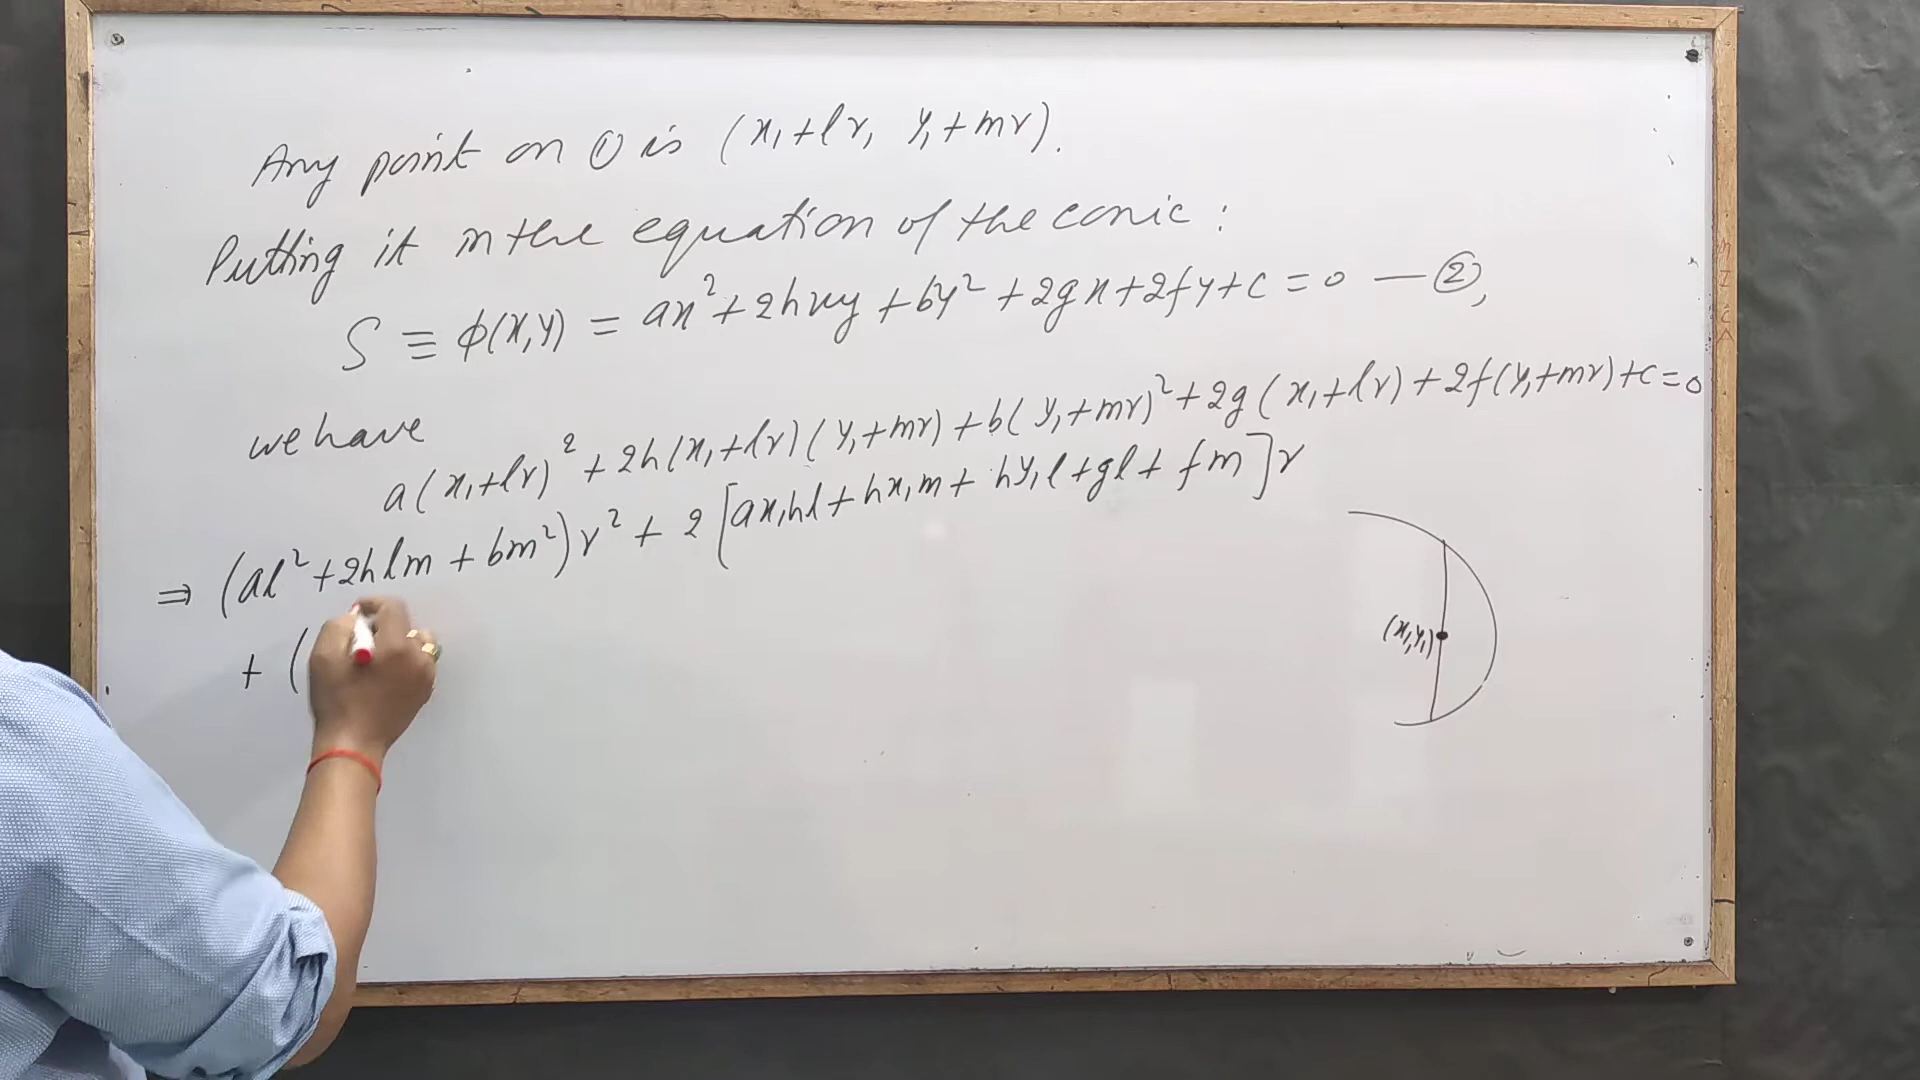 Any point on ① is (x₁+lr, y₁+mr).
Putting it in the equation of the conic :
S ≡ φ(x,y) = ax²+2hxy+by²+2gx+2fy+c=0 — ②,
we have
a(x₁+lr)²+2h(x₁+lr)(y₁+mr)+b(y₁+mr)²+2g(x₁+lr)+2f(y₁+mr)+c=0
⇒ (al²+2hlm+bm²)r²+2[ax₁hl+hx₁m+hy₁l+gl+fm]r
+ (
(x₁,y₁)